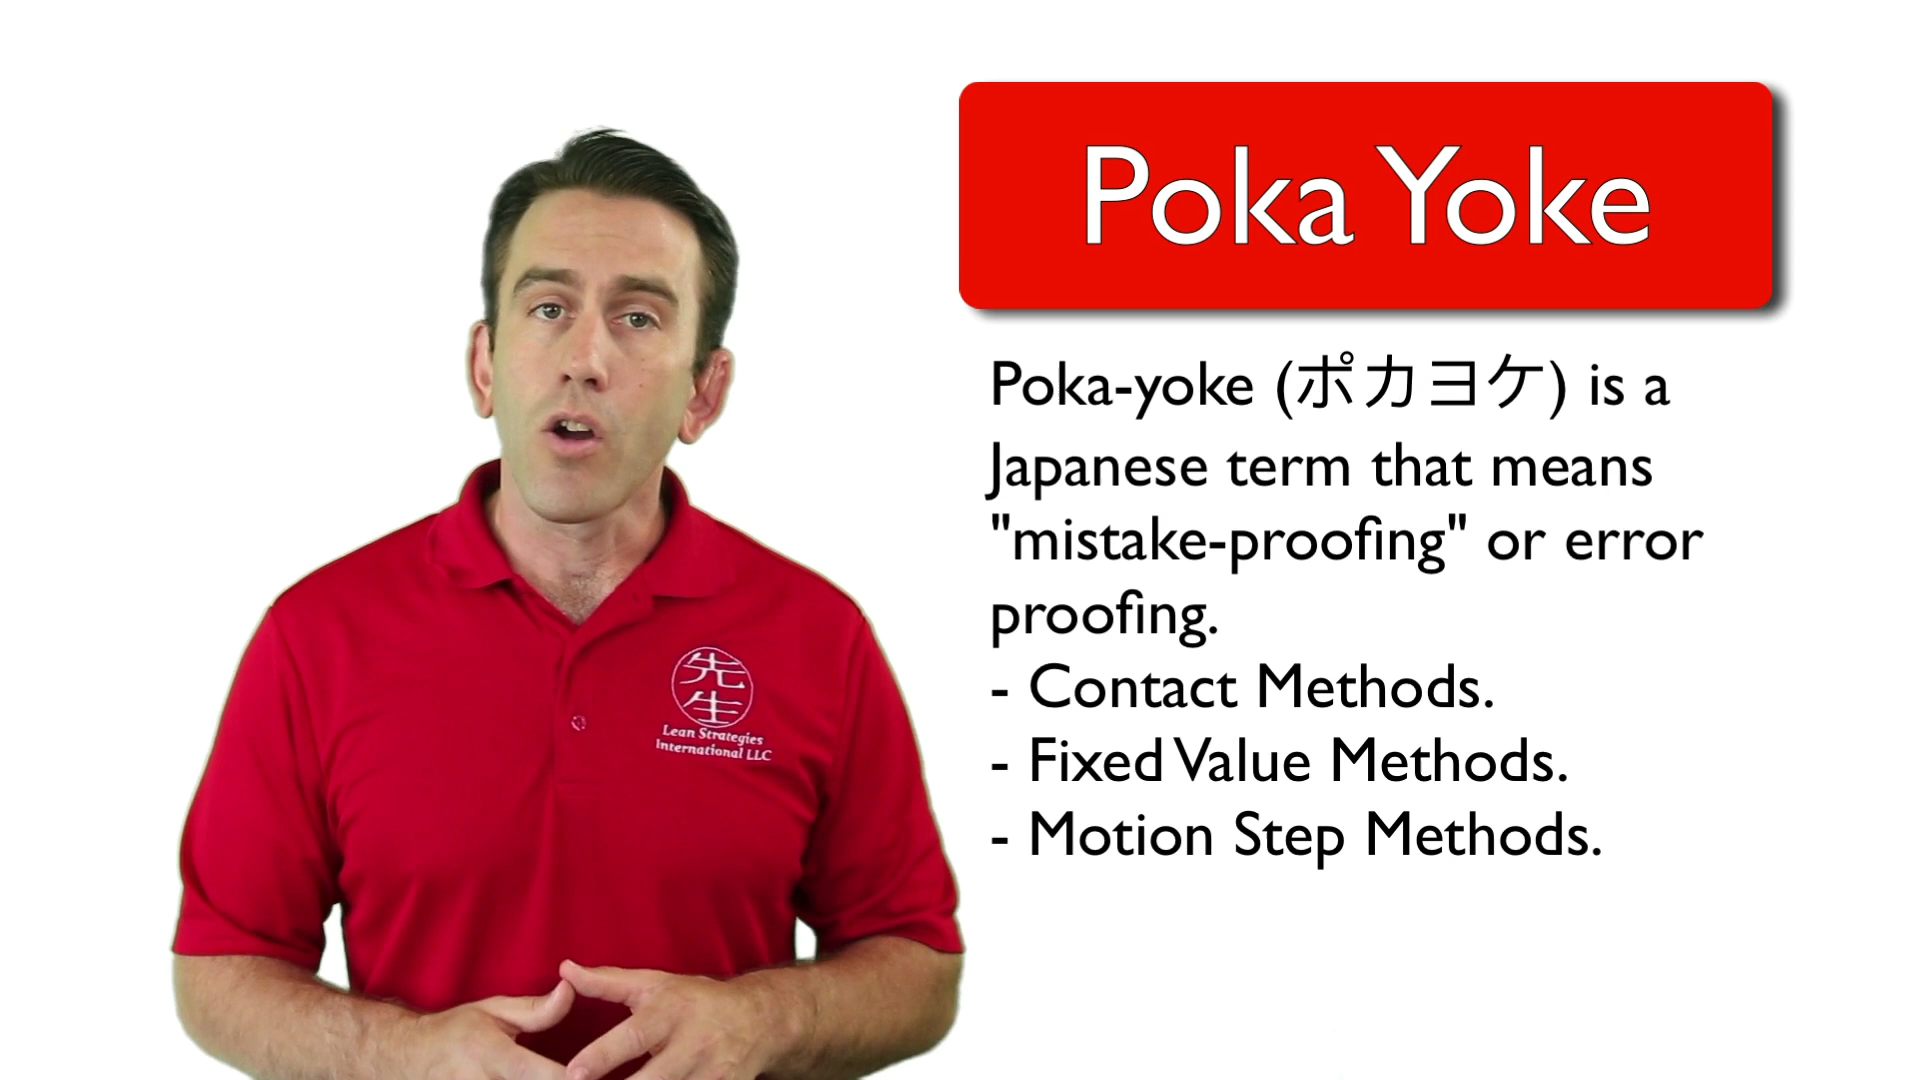 Poka Yoke
Poka-yoke (ポカヨケ) is a
Japanese term that means
"mistake-proofing" or error
proofing.
- Contact Methods.
- Fixed Value Methods.
- Motion Step Methods.
先
生
Lean Strategies
International LLC